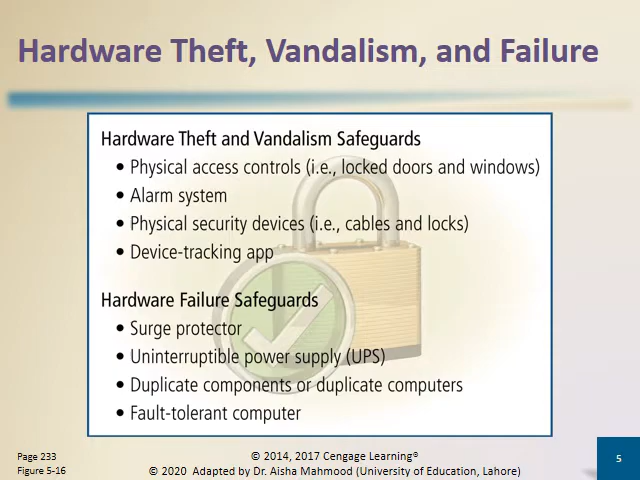 Hardware Theft, Vandalism, and Failure
Hardware Theft and Vandalism Safeguards
• Physical access controls (i.e., locked doors and windows)
• Alarm system
• Physical security devices (i.e., cables and locks)
• Device-tracking app
Hardware Failure Safeguards
• Surge protector
• Uninterruptible power supply (UPS)
• Duplicate components or duplicate computers
• Fault-tolerant computer
Page 233
Figure 5-16
© 2014, 2017 Cengage Learning®
© 2020 Adapted by Dr. Aisha Mahmood (University of Education, Lahore)
5